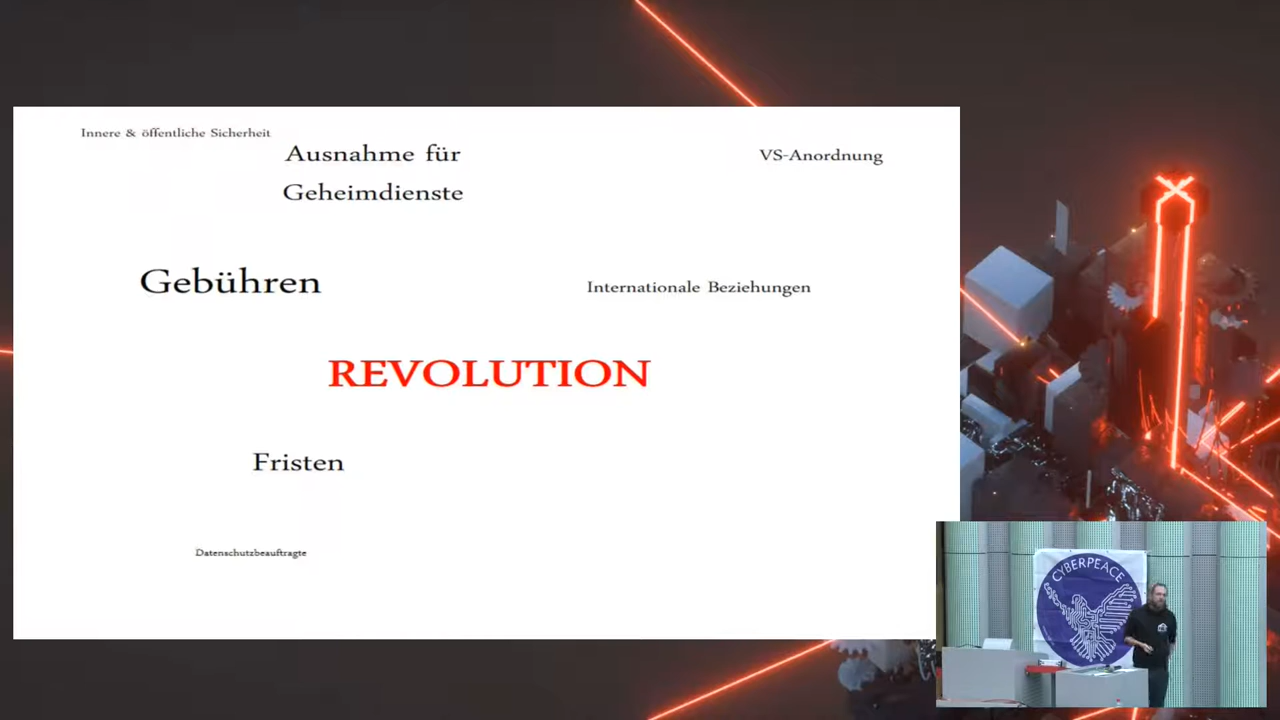 Innere & öffentliche Sicherheit
Ausnahme für
Geheimdienste
VS-Anordnung
Gebühren
Internationale Beziehungen
REVOLUTION
Fristen
Datenschutzbeauftragte
CYBERPEACE